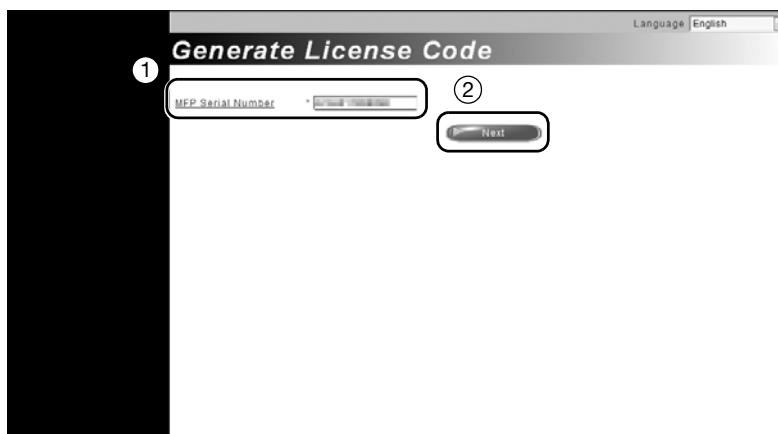 Language English
Generate License Code
1
MFP Serial Number *
2
Next